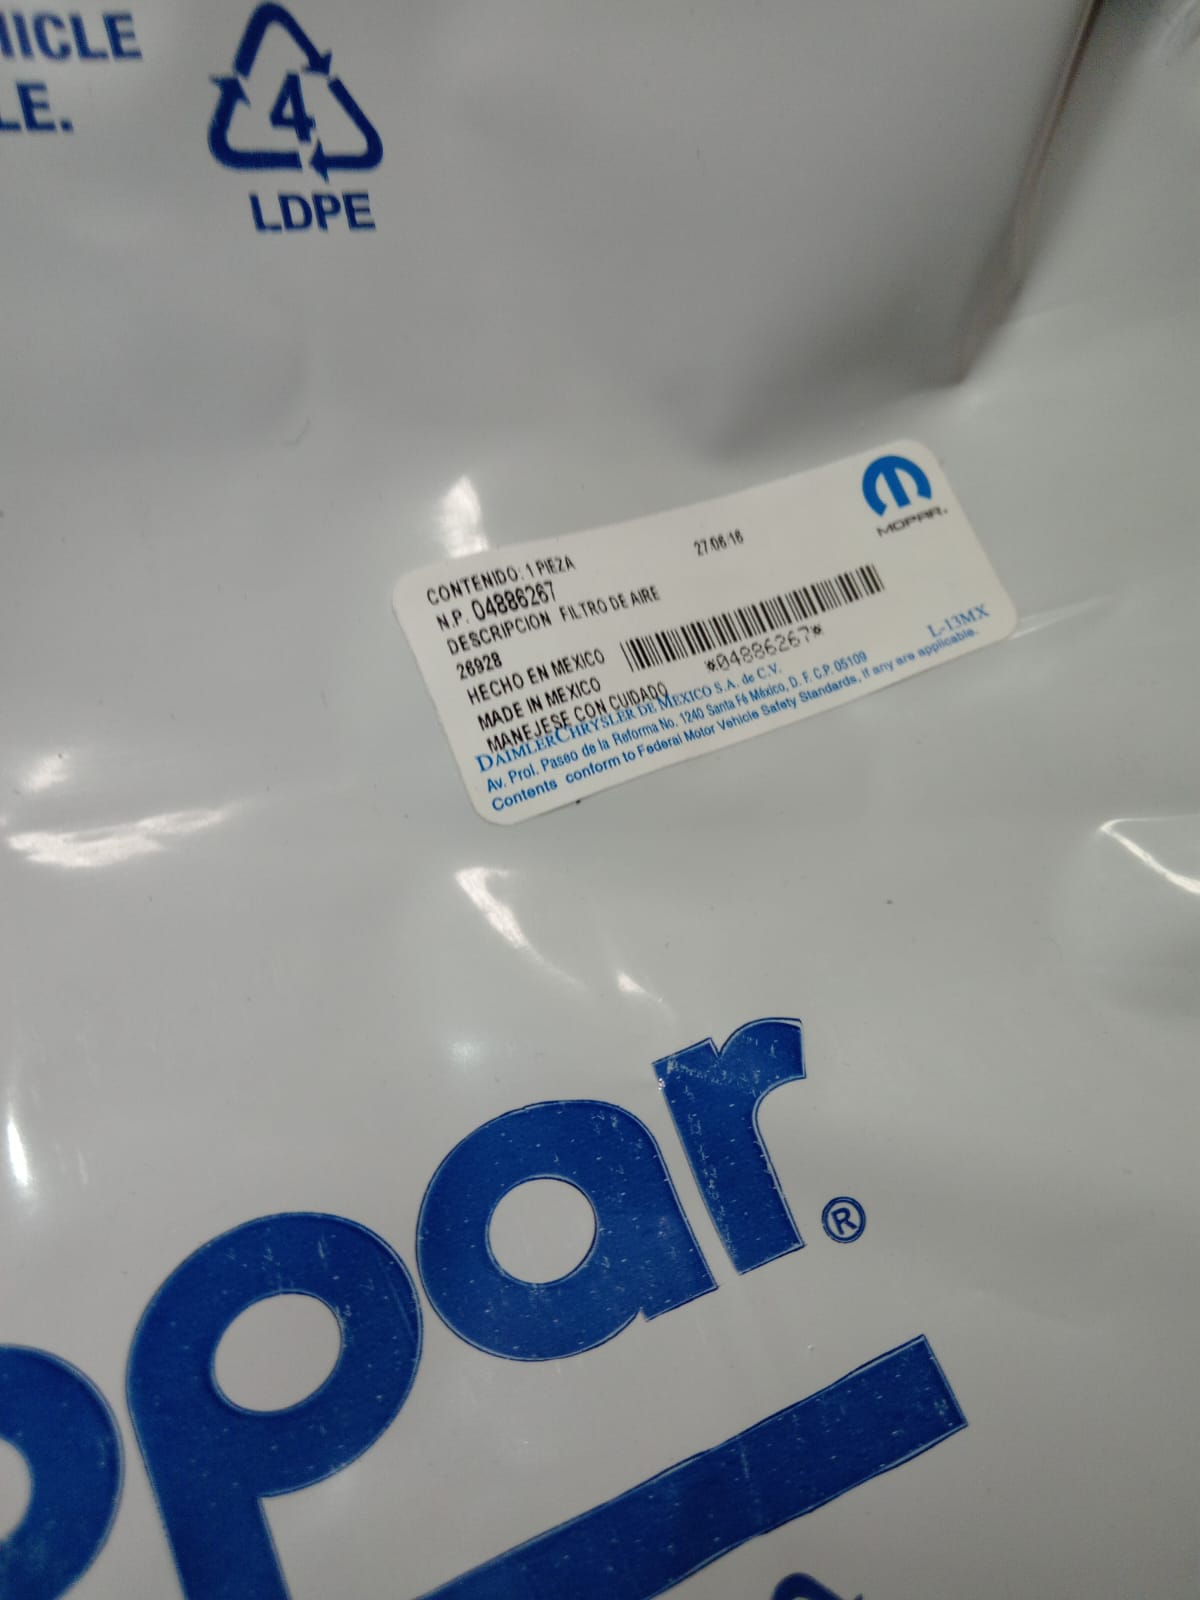 HICLE
LE.
4
LDPE
MOPAR.
CONTENIDO: 1 PIEZA
27/06/16
N.P. 04886267
DESCRIPCION FILTRO DE AIRE
26928
HECHO EN MEXICO
MADE IN MEXICO
*04886267*
MANEJESE CON CUIDADO
L-13MX
DAIMLERCHRYSLER DE MEXICO S.A. de C.V.
Av. Prol. Paseo de la Reforma No. 1240 Santa Fé México, D. F. C.P. 05109
Contents conform to Federal Motor Vehicle Safety Standards, if any are applicable.
opar®